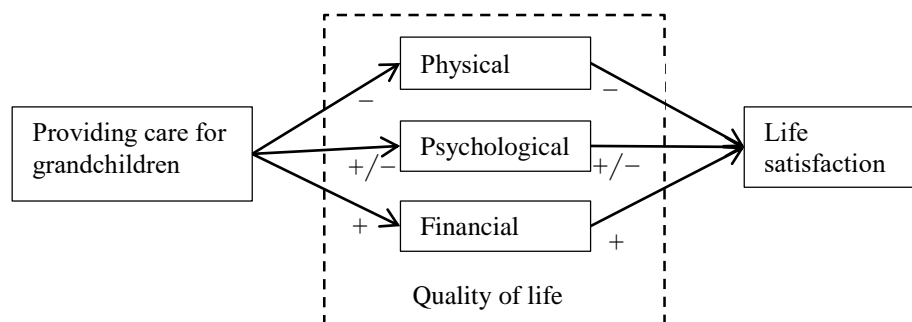 Physical
−
−
Providing care for
grandchildren
Psychological
+/−
+/−
Life
satisfaction
Financial
+
+
Quality of life